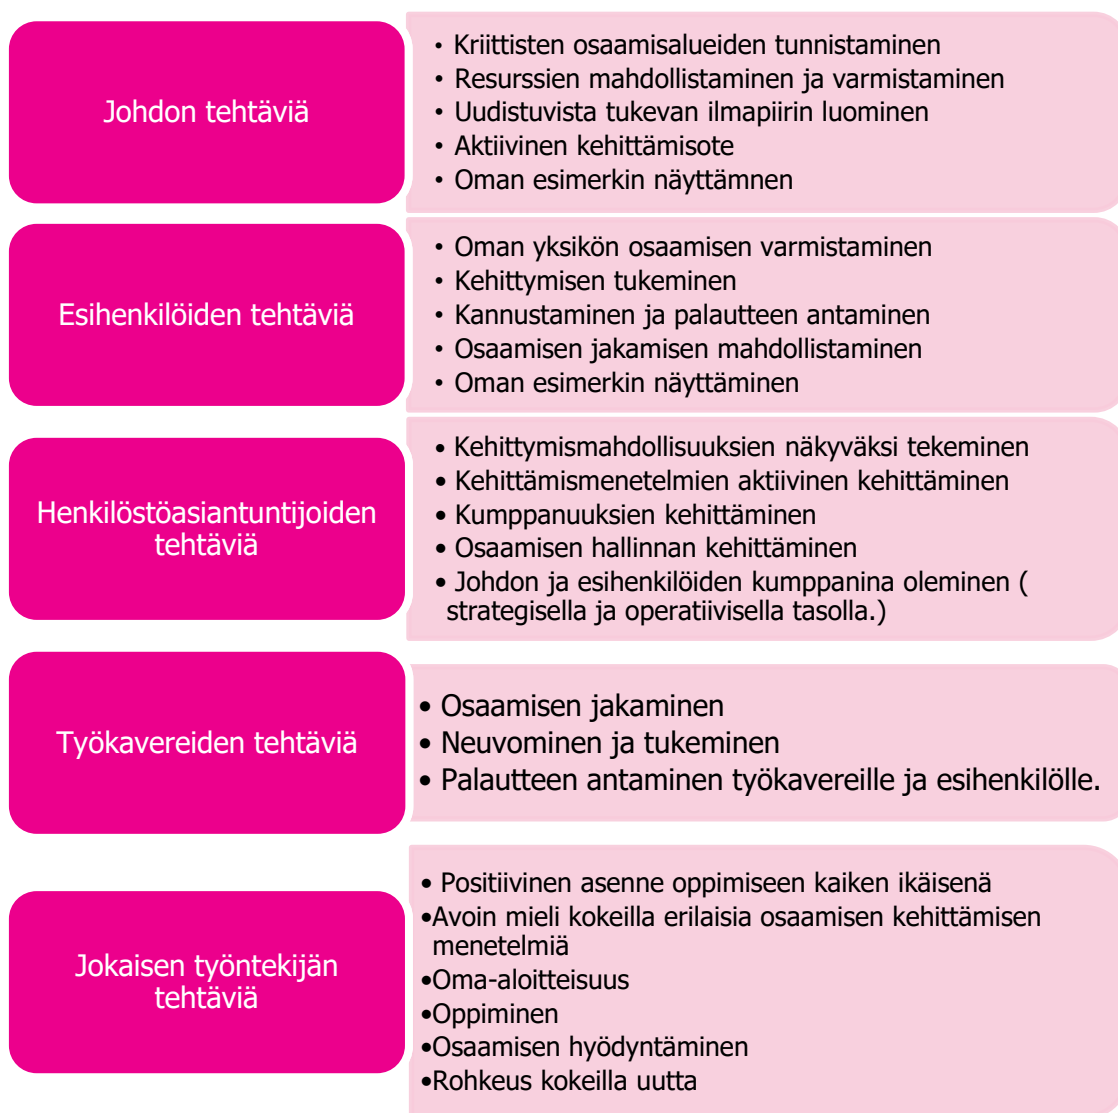 Johdon tehtäviä
• Kriittisten osaamisalueiden tunnistaminen
• Resurssien mahdollistaminen ja varmistaminen
• Uudistuvista tukevan ilmapiirin luominen
• Aktiivinen kehittämisote
• Oman esimerkin näyttämnen
Esihenkilöiden tehtäviä
• Oman yksikön osaamisen varmistaminen
• Kehittymisen tukeminen
• Kannustaminen ja palautteen antaminen
• Osaamisen jakamisen mahdollistaminen
• Oman esimerkin näyttäminen
Henkilöstöasiantuntijoiden
tehtäviä
• Kehittymismahdollisuuksien näkyväksi tekeminen
• Kehittämismenetelmien aktiivinen kehittäminen
• Kumppanuuksien kehittäminen
• Osaamisen hallinnan kehittäminen
• Johdon ja esihenkilöiden kumppanina oleminen (
strategisella ja operatiivisella tasolla.)
Työkavereiden tehtäviä
• Osaamisen jakaminen
• Neuvominen ja tukeminen
• Palautteen antaminen työkavereille ja esihenkilölle.
Jokaisen työntekijän
tehtäviä
• Positiivinen asenne oppimiseen kaiken ikäisenä
•Avoin mieli kokeilla erilaisia osaamisen kehittämisen
menetelmiä
•Oma-aloitteisuus
•Oppiminen
•Osaamisen hyödyntäminen
•Rohkeus kokeilla uutta